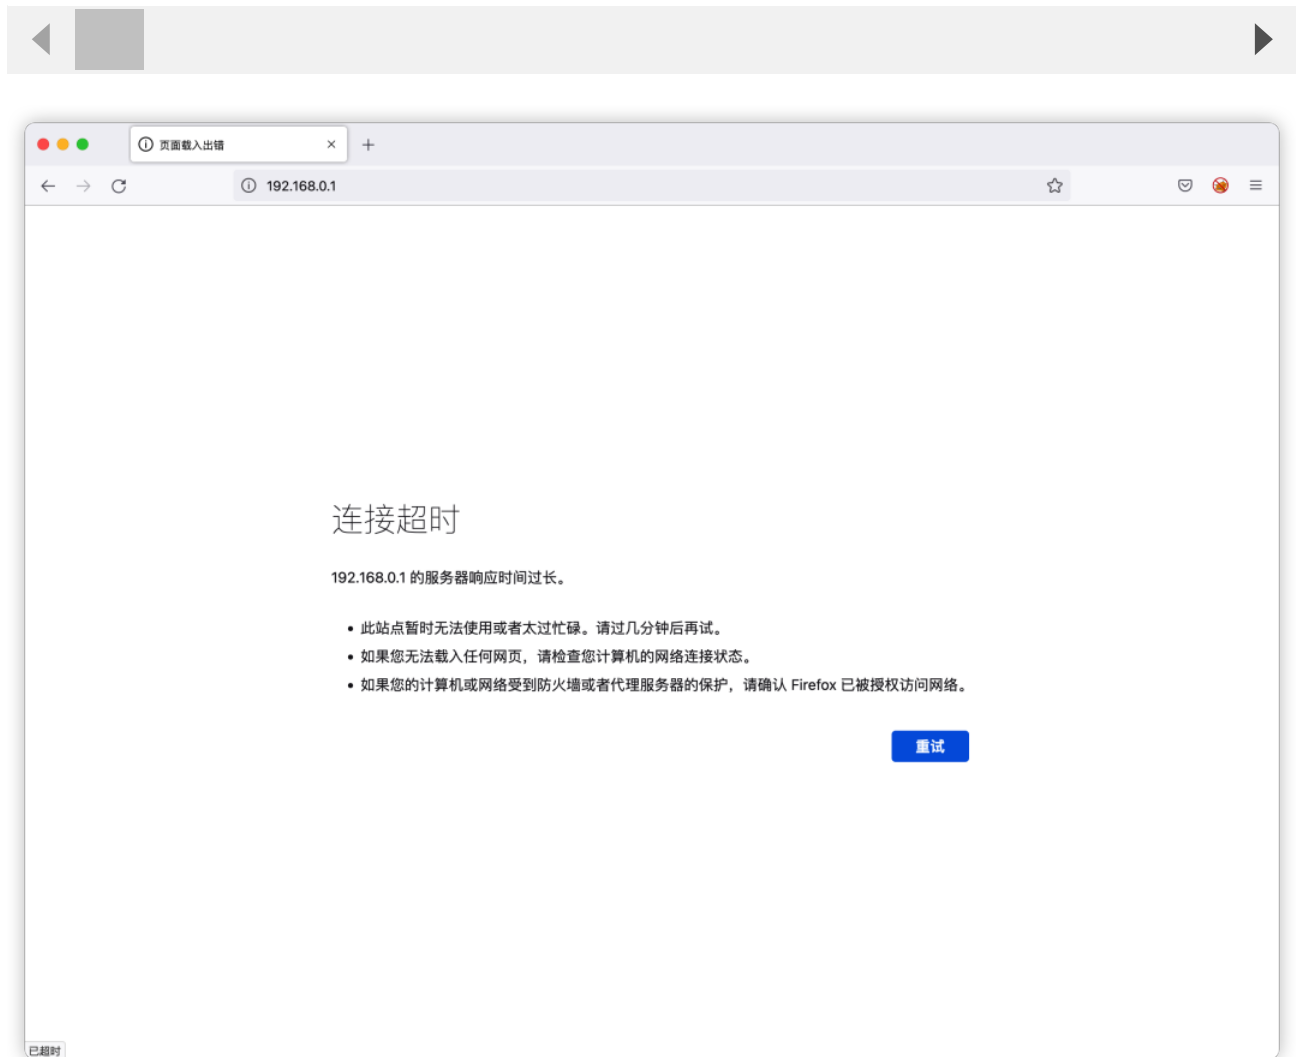 页面载入出错
192.168.0.1
连接超时
192.168.0.1 的服务器响应时间过长。
此站点暂时无法使用或者太过忙碌。请过几分钟后再试。
如果您无法载入任何网页，请检查您计算机的网络连接状态。
如果您的计算机或网络受到防火墙或者代理服务器的保护，请确认 Firefox 已被授权访问网络。
重试
已超时